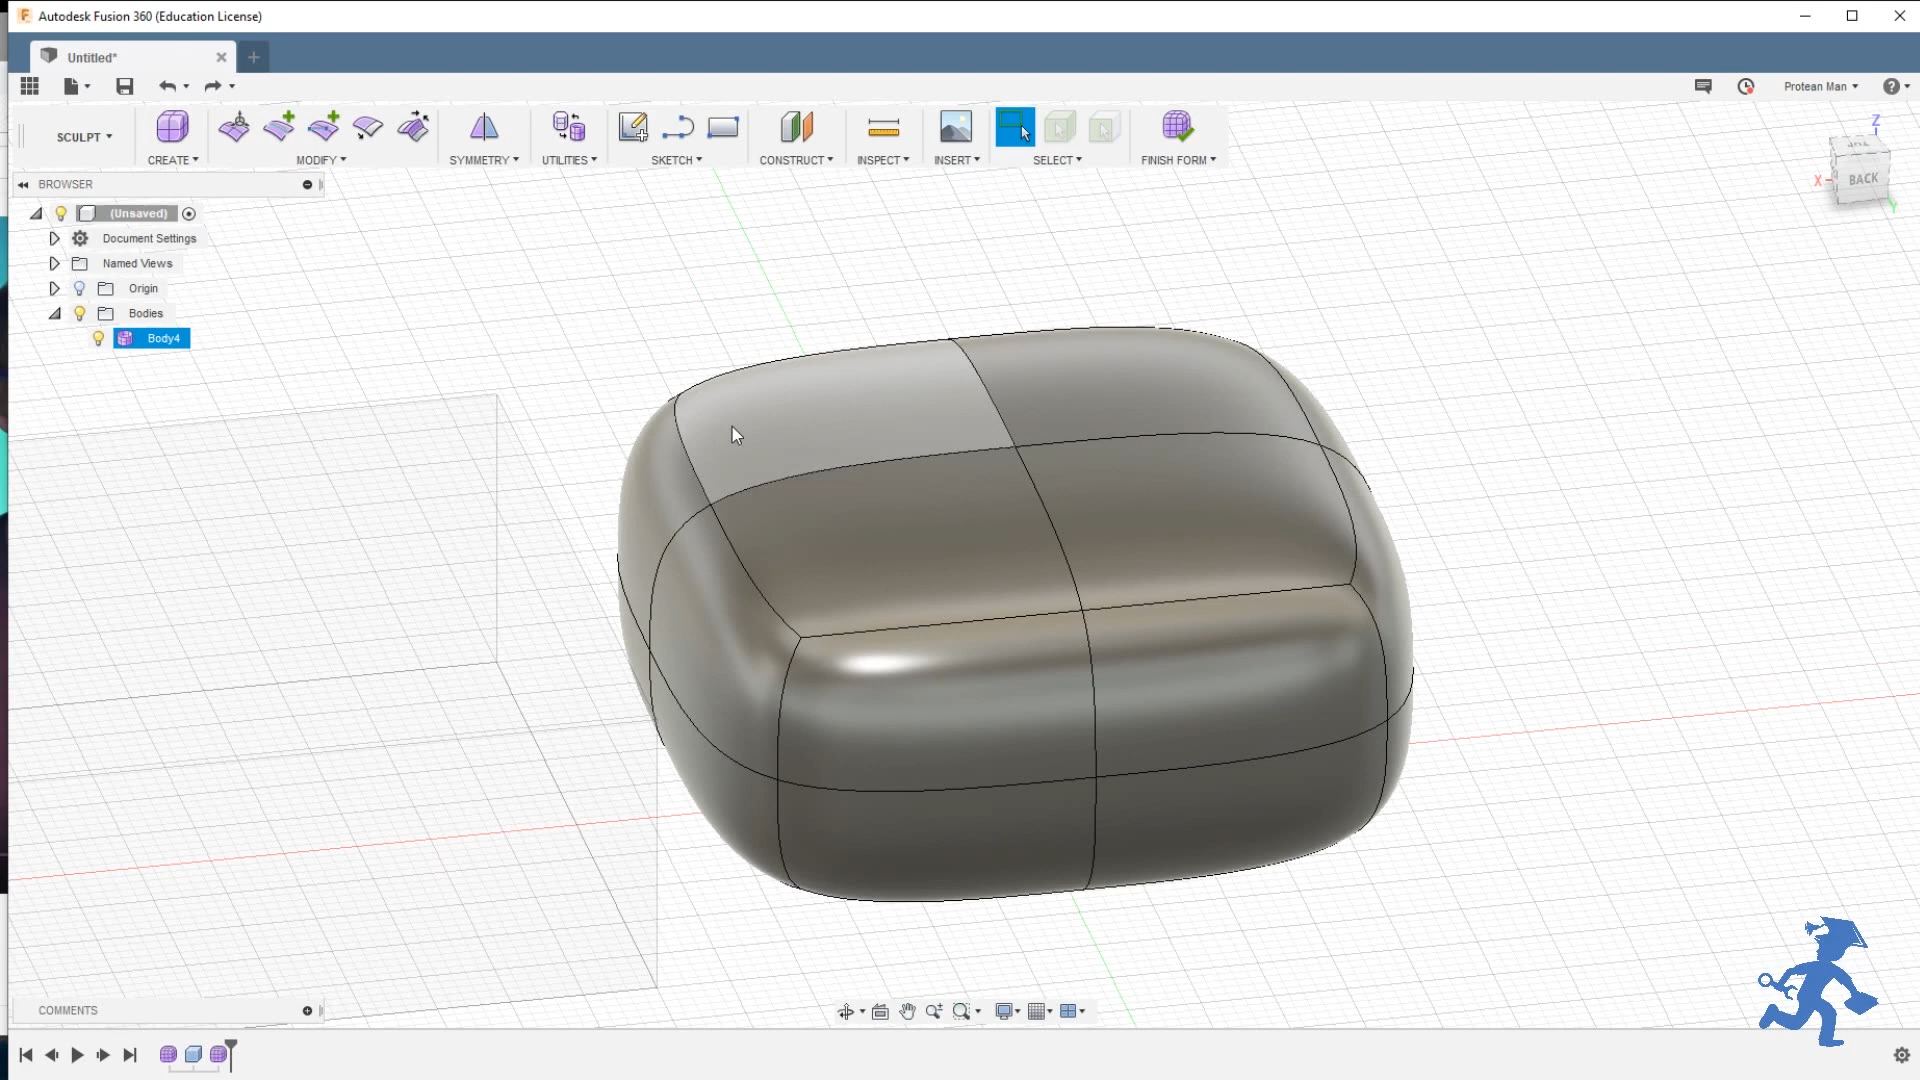 Autodesk Fusion 360 (Education License)
Untitled*
Protean Man
SCULPT
CREATE
MODIFY
SYMMETRY
UTILITIES
SKETCH
CONSTRUCT
INSPECT
INSERT
SELECT
FINISH FORM
BROWSER
(Unsaved)
Document Settings
Named Views
Origin
Bodies
Body4
Z
X
BACK
Y
COMMENTS